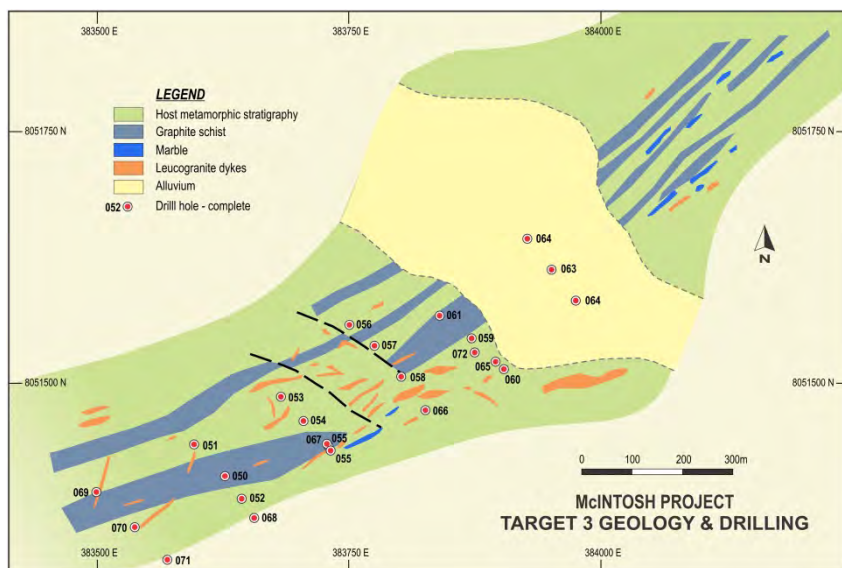 383500 E 383750 E 384000 E
LEGEND
Host metamorphic stratigraphy
Graphite schist
8051750 N 8051750 N
Marble
Leucogranite dykes
Alluvium
052 Drilll hole - complete
064
N
063
064
061
056
059
057
072
065
060
058
8051500 N 8051500 N
053
066
054
067 055
051
055
050
069
052
068
070
071
0 100 200 300m
McINTOSH PROJECT
TARGET 3 GEOLOGY & DRILLING
383500 E 383750 E 384000 E